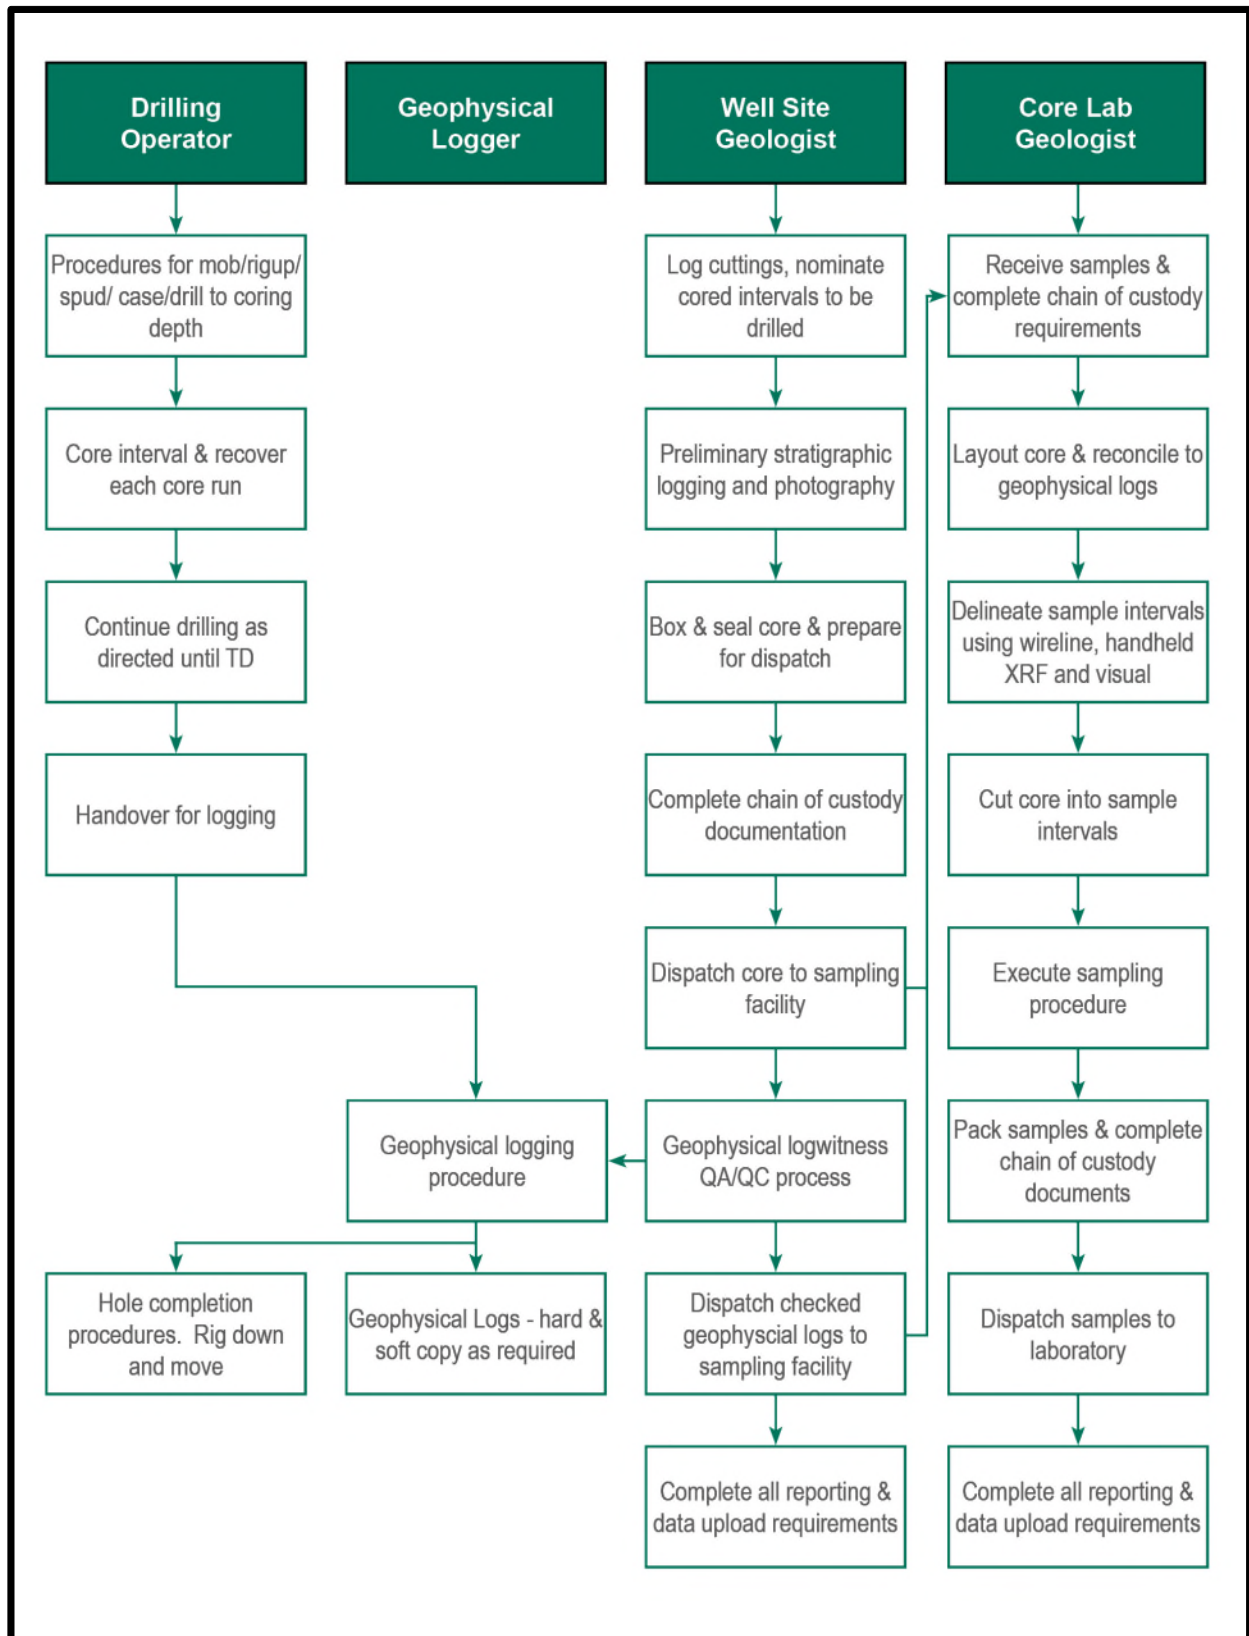 Drilling
Operator
Geophysical
Logger
Well Site
Geologist
Core Lab
Geologist
Procedures for mob/rigup/
spud/ case/drill to coring
depth
Core interval & recover
each core run
Continue drilling as
directed until TD
Handover for logging
Hole completion
procedures. Rig down
and move
Geophysical logging
procedure
Geophysical Logs - hard &
soft copy as required
Log cuttings, nominate
cored intervals to be
drilled
Preliminary stratigraphic
logging and photography
Box & seal core & prepare
for dispatch
Complete chain of custody
documentation
Dispatch core to sampling
facility
Geophysical logwitness
QA/QC process
Dispatch checked
geophyscial logs to
sampling facility
Complete all reporting &
data upload requirements
Receive samples &
complete chain of custody
requirements
Layout core & reconcile to
geophysical logs
Delineate sample intervals
using wireline, handheld
XRF and visual
Cut core into sample
intervals
Execute sampling
procedure
Pack samples & complete
chain of custody
documents
Dispatch samples to
laboratory
Complete all reporting &
data upload requirements